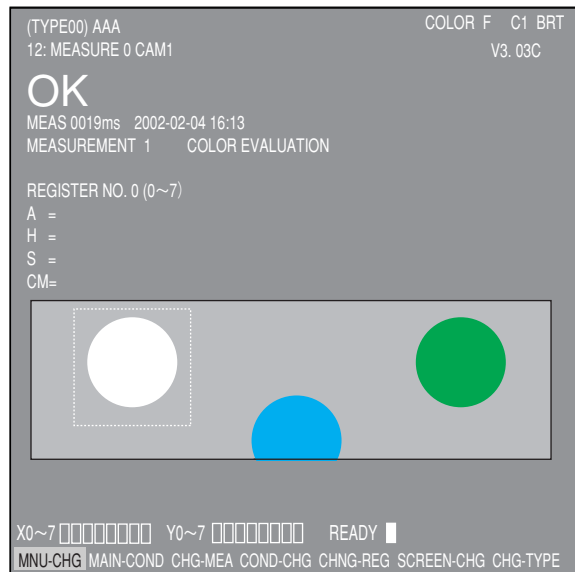 (TYPE00) AAA COLOR F C1 BRT
12: MEASURE 0 CAM1 V3. 03C
OK
MEAS 0019ms 2002-02-04 16:13
MEASUREMENT 1 COLOR EVALUATION
REGISTER NO. 0 (0～7)
A =
H =
S =
CM=
X0～7 Y0～7 READY
MNU-CHG MAIN-COND CHG-MEA COND-CHG CHNG-REG SCREEN-CHG CHG-TYPE